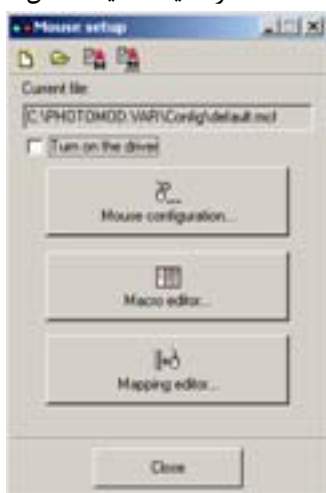 Mouse setup
Current file:
C:\PHOTOMOD.VAR\Config\default.mcf
Turn on the driver
Mouse configuration...
Macro editor...
Mapping editor...
Close